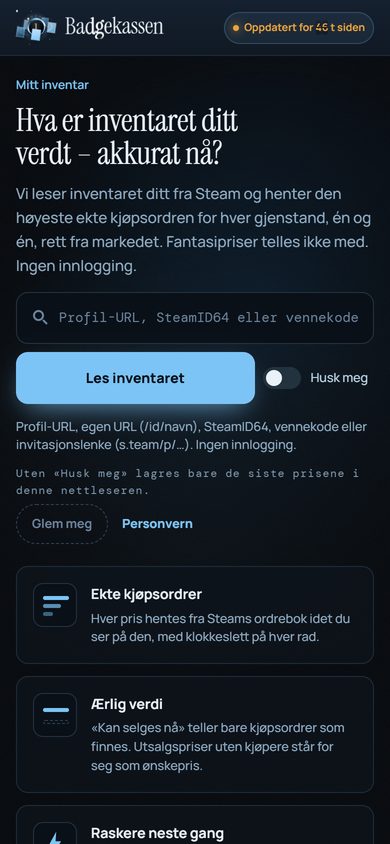 Badgekassen
Oppdatert for 46 t siden
Mitt inventar
Hva er inventaret ditt
verdt – akkurat nå?
Vi leser inventaret ditt fra Steam og henter den
høyeste ekte kjøpsordren for hver gjenstand, én og
én, rett fra markedet. Fantasipriser telles ikke med.
Ingen innlogging.
Profil-URL, SteamID64 eller vennekode
Les inventaret
Husk meg
Profil-URL, egen URL (/id/navn), SteamID64, vennekode eller
invitasjonslenke (s.team/p/…). Ingen innlogging.
Uten «Husk meg» lagres bare de siste prisene i
denne nettleseren.
Glem meg
Personvern
Ekte kjøpsordrer
Hver pris hentes fra Steams ordrebok idet du
ser på den, med klokkeslett på hver rad.
Ærlig verdi
«Kan selges nå» teller bare kjøpsordrer som
finnes. Utsalgspriser uten kjøpere står for
seg som ønskepris.
Raskere neste gang